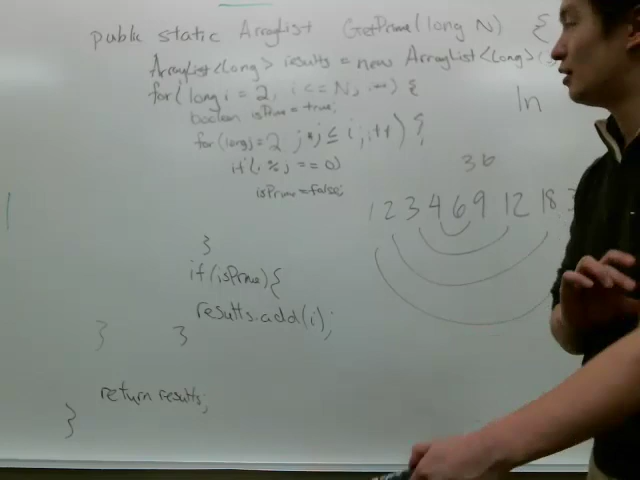 public static ArrayList GetPrime(long N) {
ArrayList<Long> results = new ArrayList<Long>(
for(long i = 2, i <= N, i++) {
boolean isPrime = true;
ln
for(long j = 2 j*j ≤ i, j++) {
if(i % j == 0)
36
isPrime = false;
1 2 3 4 6 9 12 18 3
}
if(isPrime){
results.add(i);
} }
return results;
}